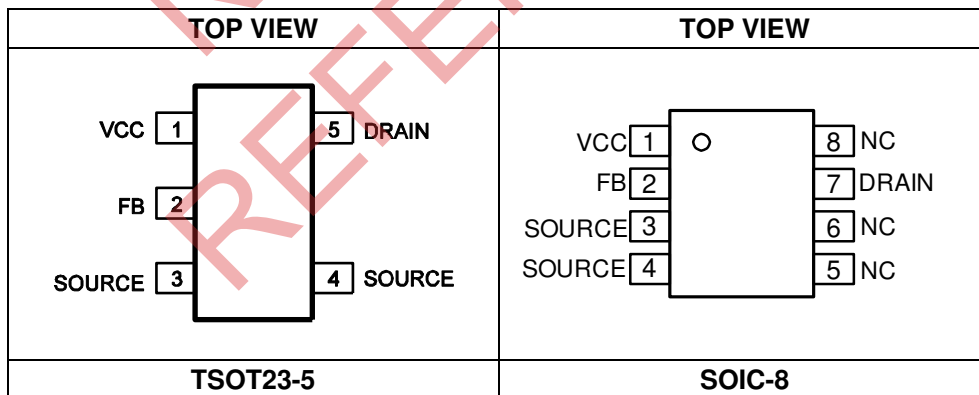 TOP VIEW
TOP VIEW
VCC 1
5 DRAIN
FB 2
SOURCE 3
4 SOURCE
VCC 1
8 NC
FB 2
7 DRAIN
SOURCE 3
6 NC
SOURCE 4
5 NC
TSOT23-5
SOIC-8